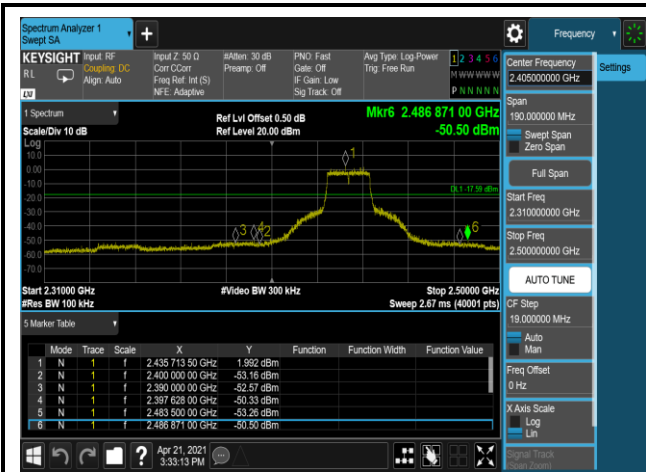 Spectrum Analyzer 1
Swept SA
+
Frequency
KEYSIGHT
RL
LXI
Input: RF
Coupling: DC
Align: Auto
Input Z: 50 Ω
Corr CCorr
Freq Ref: Int (S)
NFE: Adaptive
#Atten: 30 dB
Preamp: Off
PNO: Fast
Gate: Off
IF Gain: Low
Sig Track: Off
Avg Type: Log-Power
Trig: Free Run
1 2 3 4 5 6
M W W W W W
P N N N N N
1 Spectrum
Scale/Div 10 dB
Ref Lvl Offset 0.50 dB
Ref Level 20.00 dBm
Mkr6 2.486 871 00 GHz
-50.50 dBm
Log
10.0
0.00
-10.0
-20.0
-30.0
-40.0
-50.0
-60.0
-70.0
1
DL1 -17.59 dBm
3 4 2 6
Start 2.31000 GHz
#Res BW 100 kHz
#Video BW 300 kHz
Stop 2.50000 GHz
Sweep 2.67 ms (40001 pts)
5 Marker Table
Mode Trace Scale X Y Function Function Width Function Value
1 N 1 f 2.435 713 50 GHz 1.992 dBm
2 N 1 f 2.400 000 00 GHz -53.16 dBm
3 N 1 f 2.390 000 00 GHz -52.57 dBm
4 N 1 f 2.397 628 00 GHz -50.33 dBm
5 N 1 f 2.483 500 00 GHz -53.26 dBm
6 N 1 f 2.486 871 00 GHz -50.50 dBm
Apr 21, 2021
3:33:13 PM
?
Center Frequency
2.405000000 GHz
Settings
Span
190.000000 MHz
Swept Span
Zero Span
Full Span
Start Freq
2.310000000 GHz
Stop Freq
2.500000000 GHz
AUTO TUNE
CF Step
19.000000 MHz
Auto
Man
Freq Offset
0 Hz
X Axis Scale
Log
Lin
Signal Track
(Span Zoom)